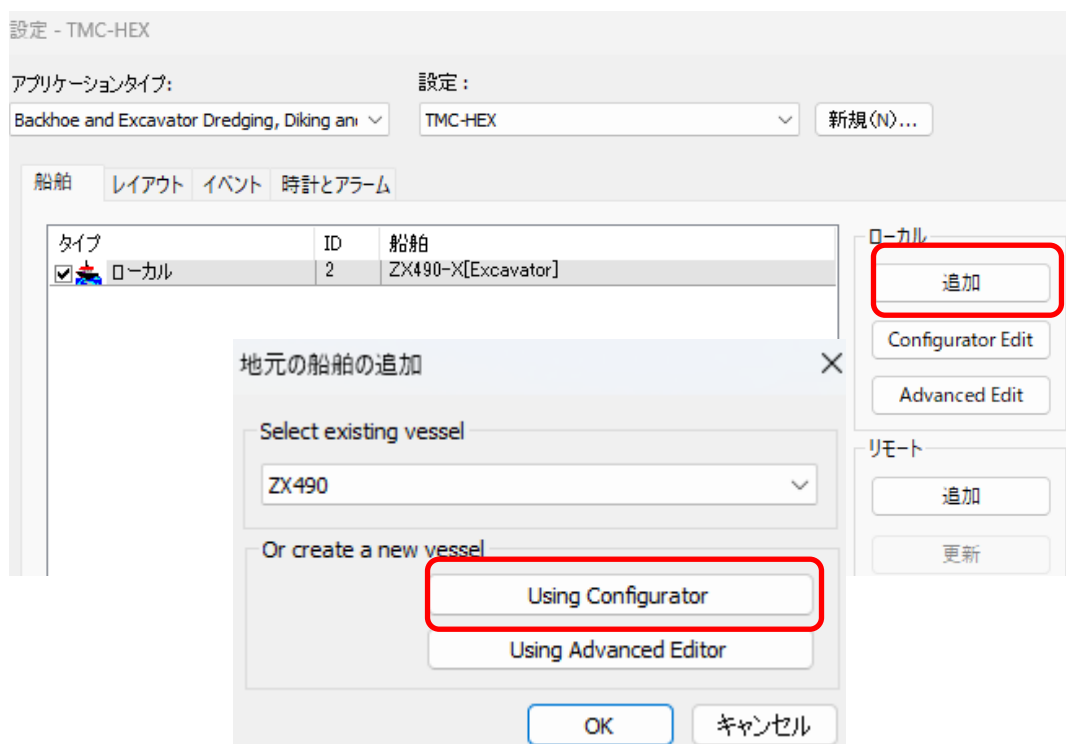 設定 - TMC-HEX
アプリケーションタイプ:
設定 :
Backhoe and Excavator Dredging, Diking an
TMC-HEX
新規(N)...
船舶 レイアウト イベント 時計とアラーム
タイプ ID 船舶
ローカル 2 ZX490-X[Excavator]
ローカル
追加
Configurator Edit
Advanced Edit
リモート
追加
更新
地元の船舶の追加
Select existing vessel
ZX490
Or create a new vessel
Using Configurator
Using Advanced Editor
OK キャンセル